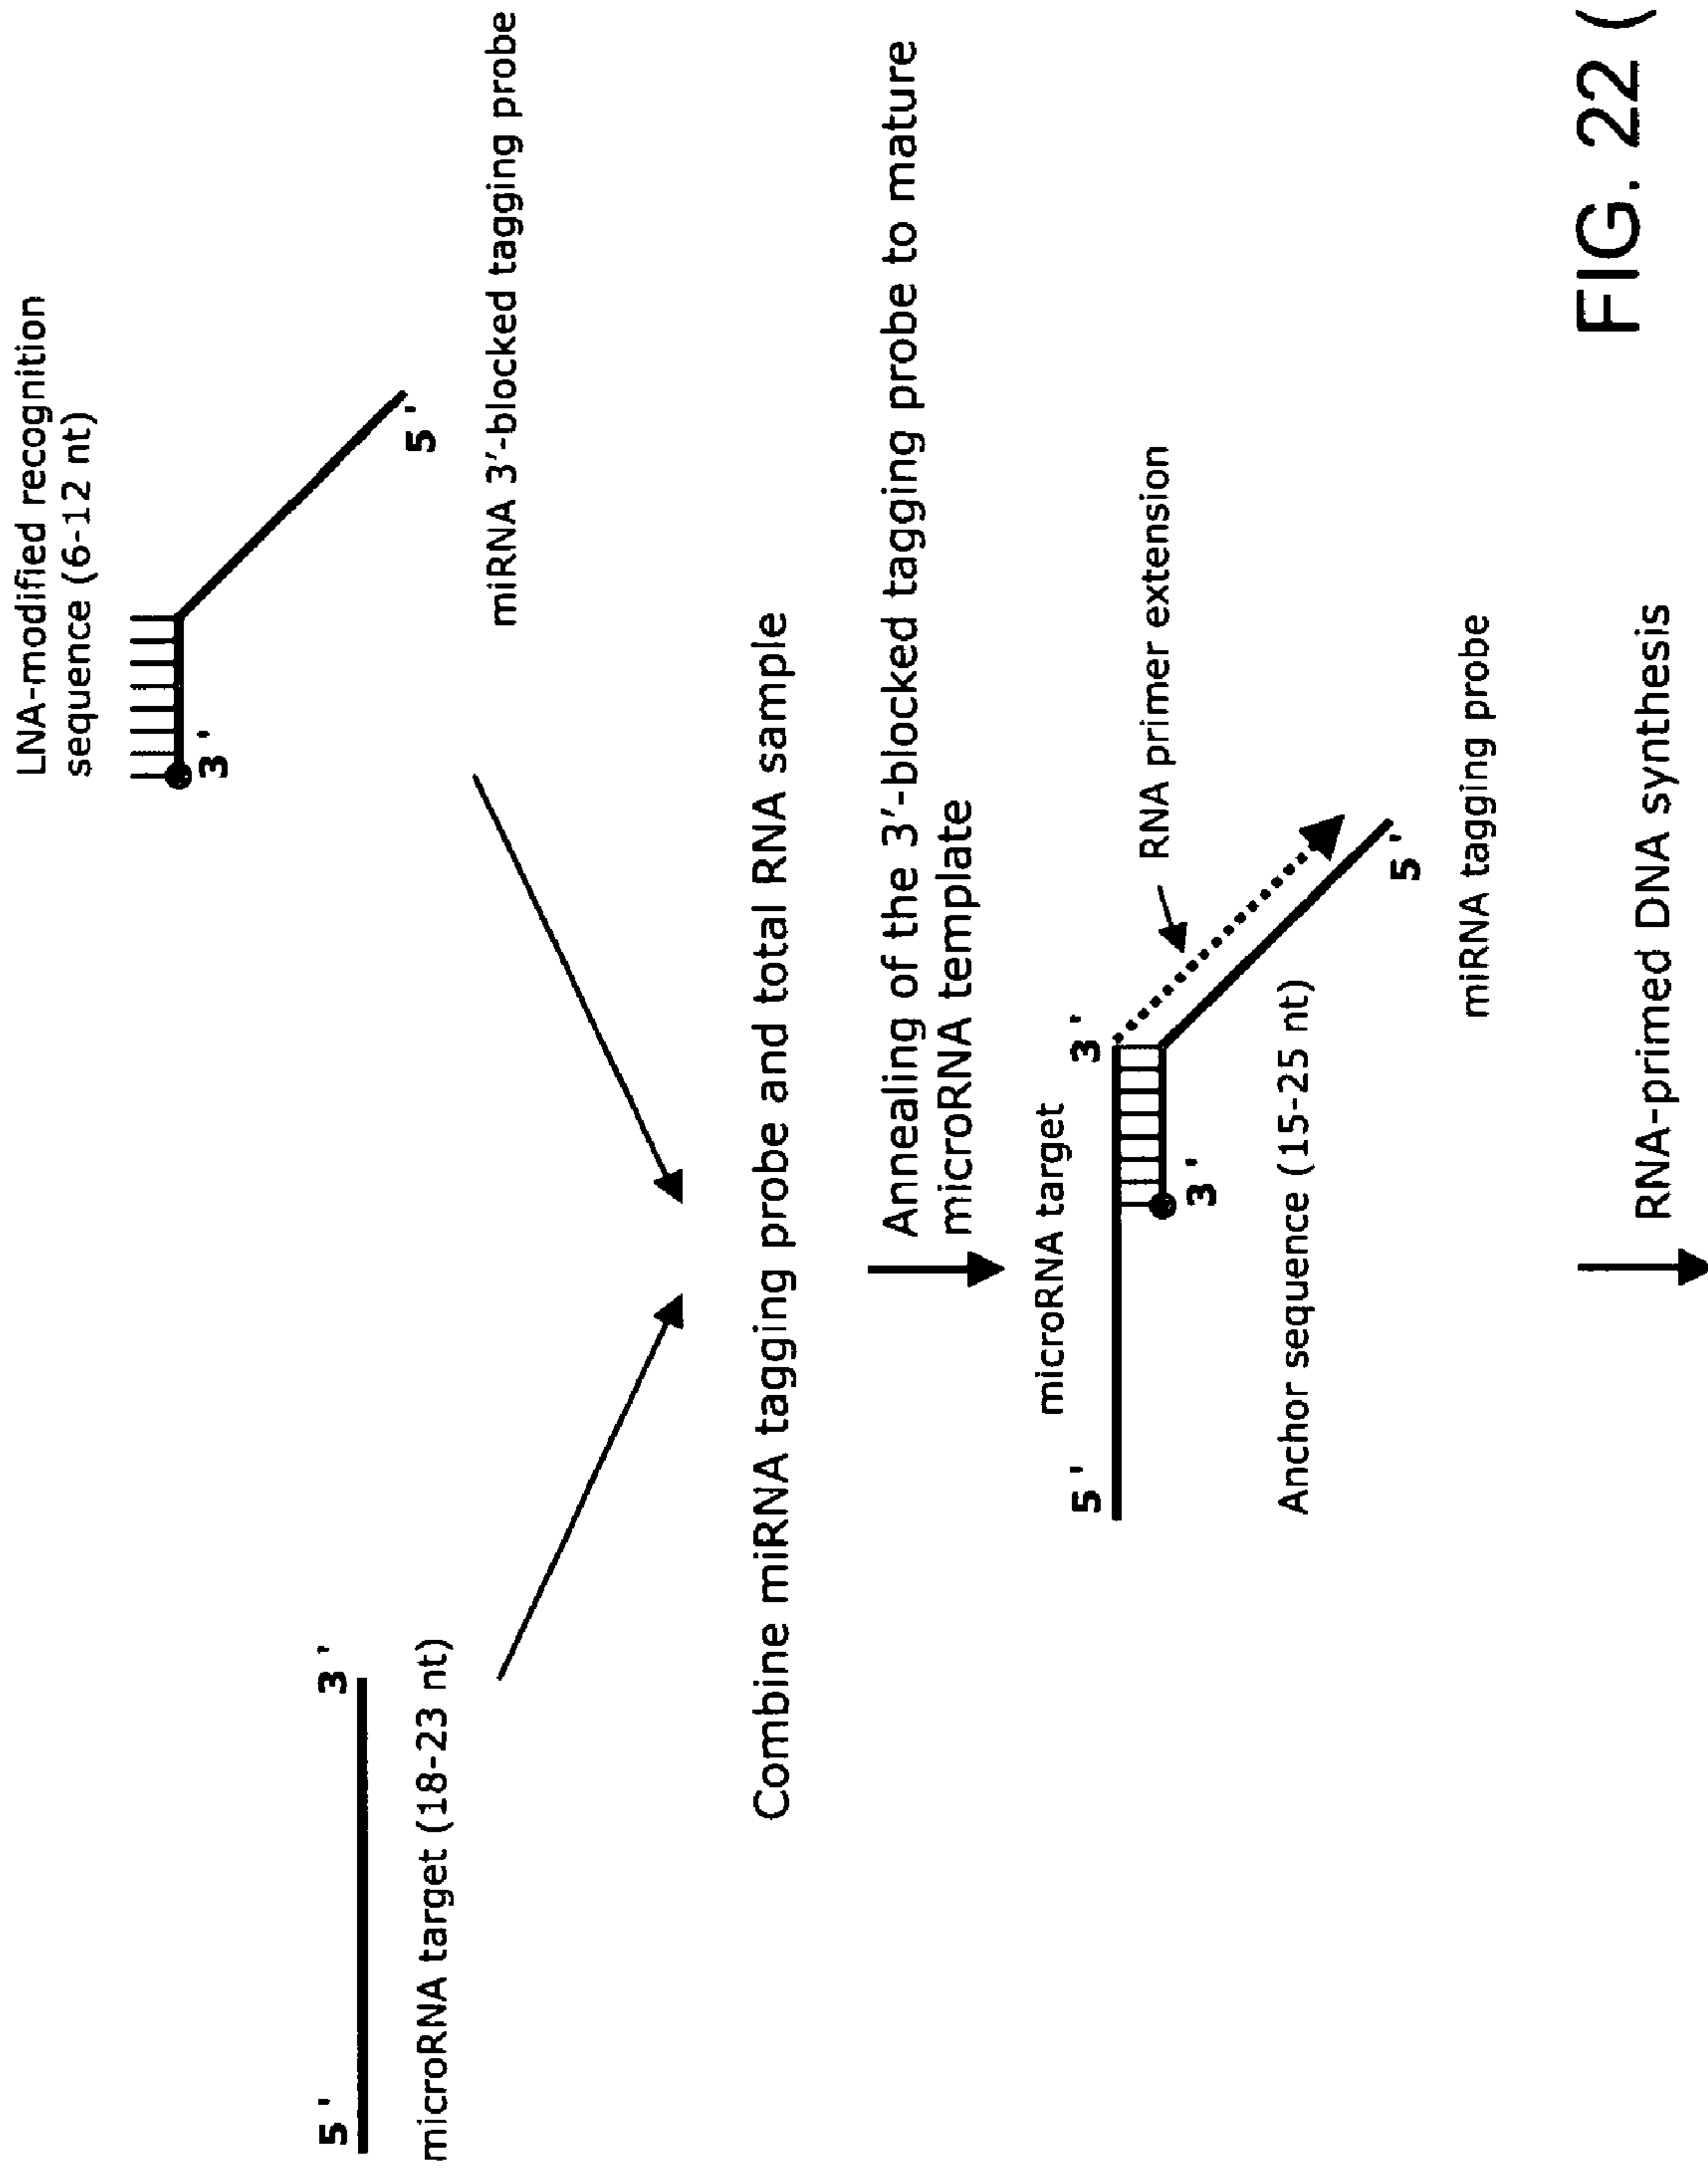 LNA-modified recognition
sequence (6-12 nt)
5' 3'
3'
5'
microRNA target (18-23 nt)
miRNA 3'-blocked tagging probe
Combine miRNA tagging probe and total RNA sample
Annealing of the 3'-blocked tagging probe to mature
microRNA template
microRNA target
5' 3'
RNA primer extension
3'
Anchor sequence (15-25 nt)
5'
miRNA tagging probe
RNA-primed DNA synthesis
FIG. 22 (